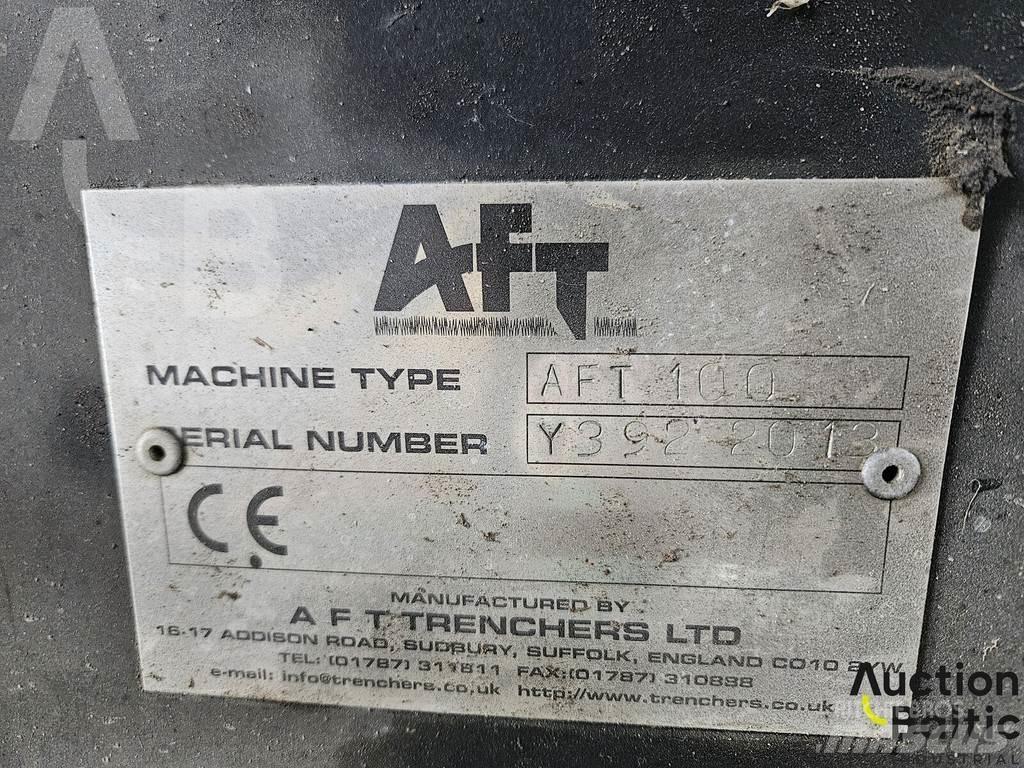 AFT
MACHINE TYPE AFT 100
SERIAL NUMBER Y392 2013
CE
MANUFACTURED BY
A F T TRENCHERS LTD
16-17 ADDISON ROAD, SUDBURY, SUFFOLK, ENGLAND CO10
TEL: (01787) 311811 FAX:(01787) 310888
e-mail: info@trenchers.co.uk http://www.trenchers.co.uk
Auction
Baltic